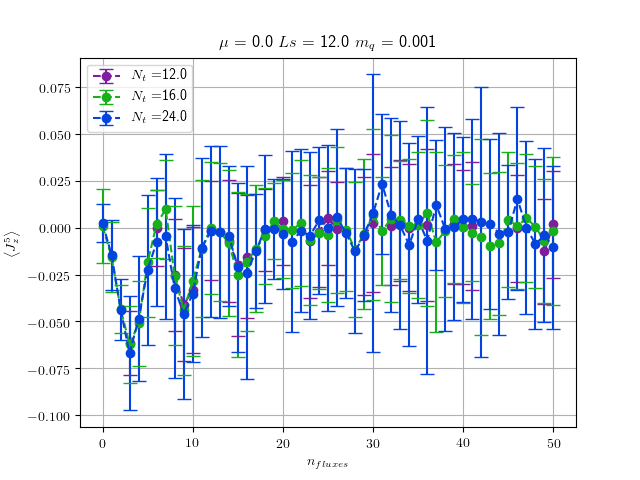 μ = 0.0 Ls = 12.0 m_q = 0.001
N_t =12.0
N_t =16.0
N_t =24.0
0.075
0.050
0.025
0.000
−0.025
−0.050
−0.075
−0.100
⟨J_z^5⟩
0 10 20 30 40 50
n_fluxes